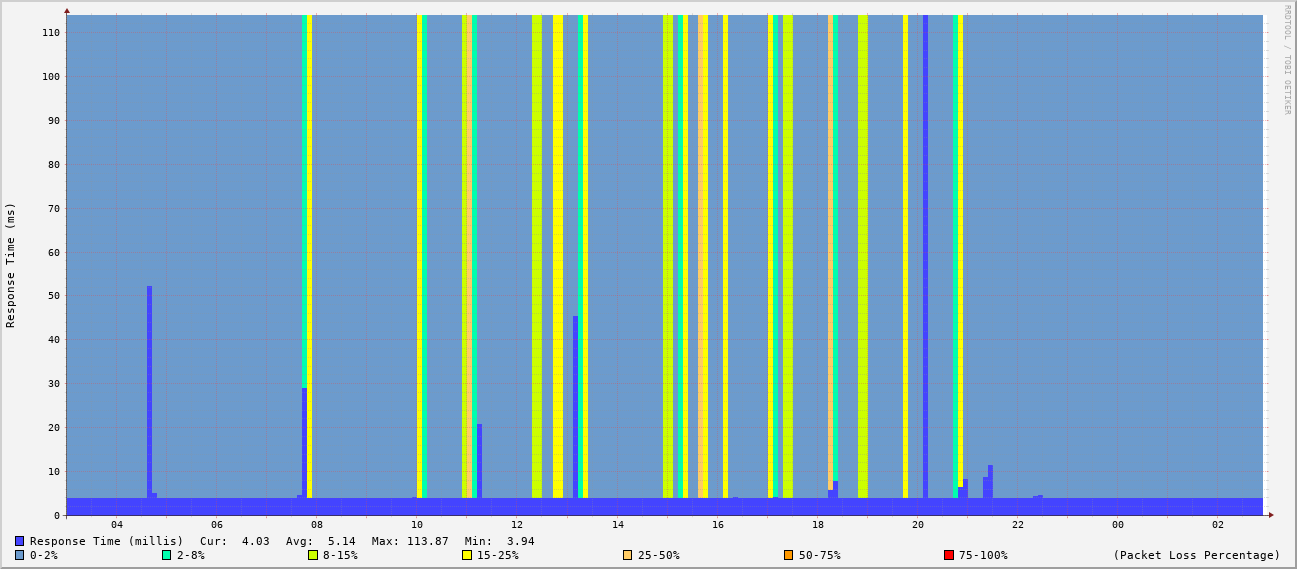 RRDTOOL / TOBI OETIKER
Response Time (ms)
110
100
90
80
70
60
50
40
30
20
10
0
04 06 08 10 12 14 16 18 20 22 00 02
Response Time (millis) Cur: 4.03 Avg: 5.14 Max: 113.87 Min: 3.94
0-2% 2-8% 8-15% 15-25% 25-50% 50-75% 75-100% (Packet Loss Percentage)